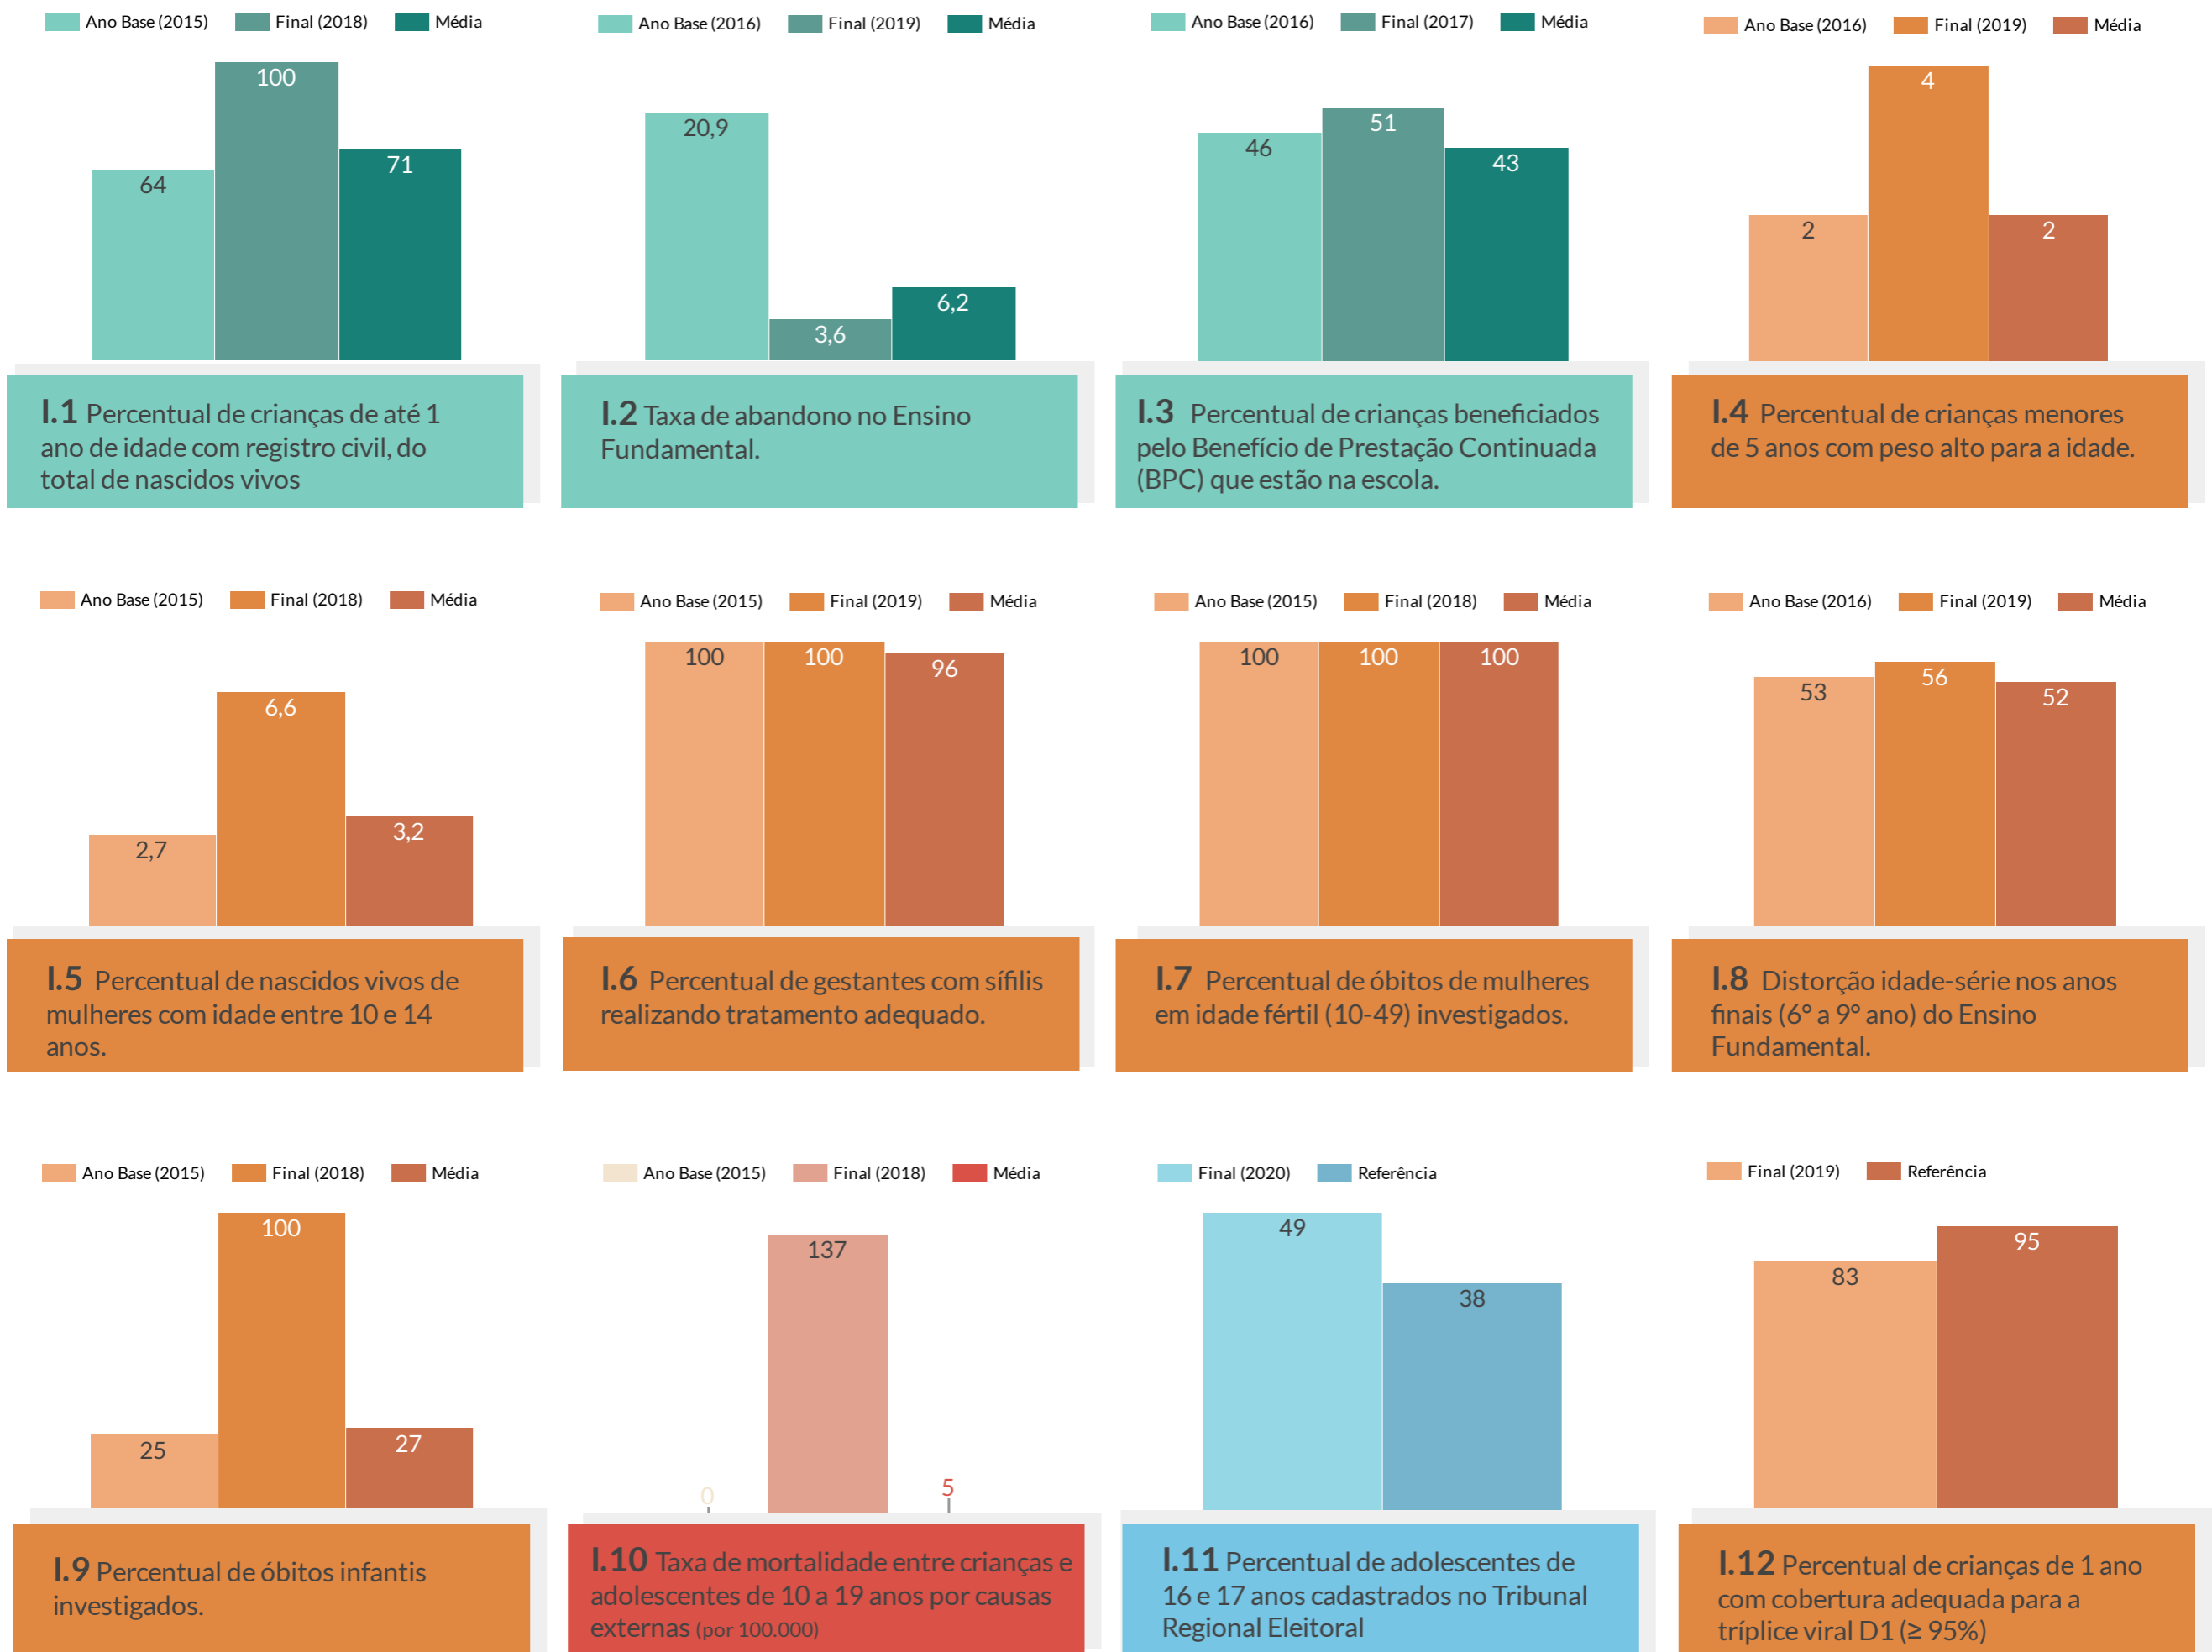 Ano Base (2015) Final (2018) Média
64
100
71
I.1 Percentual de crianças de até 1
ano de idade com registro civil, do
total de nascidos vivos
Ano Base (2016) Final (2019) Média
20,9
3,6
6,2
I.2 Taxa de abandono no Ensino
Fundamental.
Ano Base (2016) Final (2017) Média
46
51
43
I.3 Percentual de crianças beneficiados
pelo Benefício de Prestação Continuada
(BPC) que estão na escola.
Ano Base (2016) Final (2019) Média
2
4
2
I.4 Percentual de crianças menores
de 5 anos com peso alto para a idade.
Ano Base (2015) Final (2018) Média
2,7
6,6
3,2
I.5 Percentual de nascidos vivos de
mulheres com idade entre 10 e 14
anos.
Ano Base (2015) Final (2019) Média
100
100
96
I.6 Percentual de gestantes com sífilis
realizando tratamento adequado.
Ano Base (2015) Final (2018) Média
100
100
100
I.7 Percentual de óbitos de mulheres
em idade fértil (10-49) investigados.
Ano Base (2016) Final (2019) Média
53
56
52
I.8 Distorção idade-série nos anos
finais (6º a 9º ano) do Ensino
Fundamental.
Ano Base (2015) Final (2018) Média
25
100
27
I.9 Percentual de óbitos infantis
investigados.
Ano Base (2015) Final (2018) Média
0
137
5
I.10 Taxa de mortalidade entre crianças e
adolescentes de 10 a 19 anos por causas
externas (por 100.000)
Final (2020) Referência
49
38
I.11 Percentual de adolescentes de
16 e 17 anos cadastrados no Tribunal
Regional Eleitoral
Final (2019) Referência
83
95
I.12 Percentual de crianças de 1 ano
com cobertura adequada para a
tríplice viral D1 (≥ 95%)